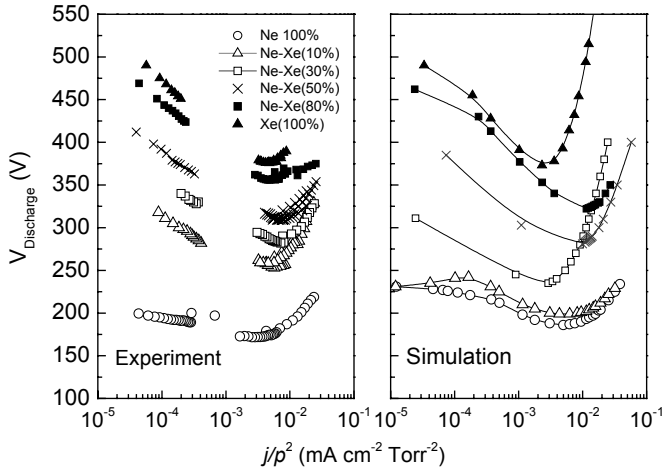 550
500
450
400
350
300
250
200
150
100
V_Discharge (V)
Ne 100%
Ne-Xe(10%)
Ne-Xe(30%)
Ne-Xe(50%)
Ne-Xe(80%)
Xe(100%)
Experiment
Simulation
10^-5 10^-4 10^-3 10^-2 10^-1
10^-5 10^-4 10^-3 10^-2 10^-1
j/p^2 (mA cm^-2 Torr^-2)